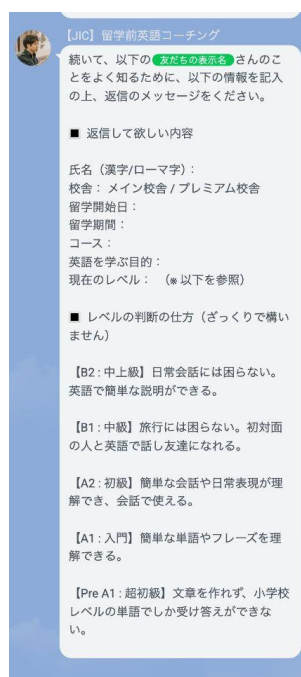 【JIC】留学前英語コーチング
続いて、以下の 友だちの表示名 さんのこ
とをよく知るために、以下の情報を記入
の上、返信のメッセージをください。
■ 返信して欲しい内容
氏名（漢字/ローマ字）：
校舎： メイン校舎 / プレミアム校舎
留学開始日：
留学期間：
コース：
英語を学ぶ目的：
現在のレベル： （※ 以下を参照）
■ レベルの判断の仕方（ざっくりで構い
ません）
【B2 : 中上級】日常会話には困らない。
英語で簡単な説明ができる。
【B1 : 中級】旅行には困らない。初対面
の人と英語で話し友達になれる。
【A2 : 初級】簡単な会話や日常表現が理
解でき、会話で使える。
【A1 : 入門】簡単な単語やフレーズを理
解できる。
【Pre A1 : 超初級】文章を作れず、小学校
レベルの単語でしか受け答えができな
い。